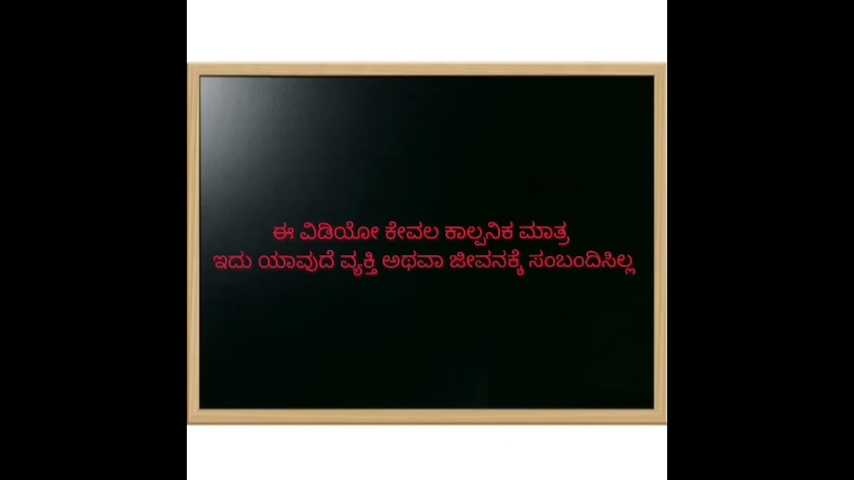 ಈ ವಿಡಿಯೋ ಕೇವಲ ಕಾಲ್ಪನಿಕ ಮಾತ್ರ
ಇದು ಯಾವುದೆ ವ್ಯಕ್ತಿ ಅಥವಾ ಜೀವನಕ್ಕೆ ಸಂಬಂದಿಸಿಲ್ಲ